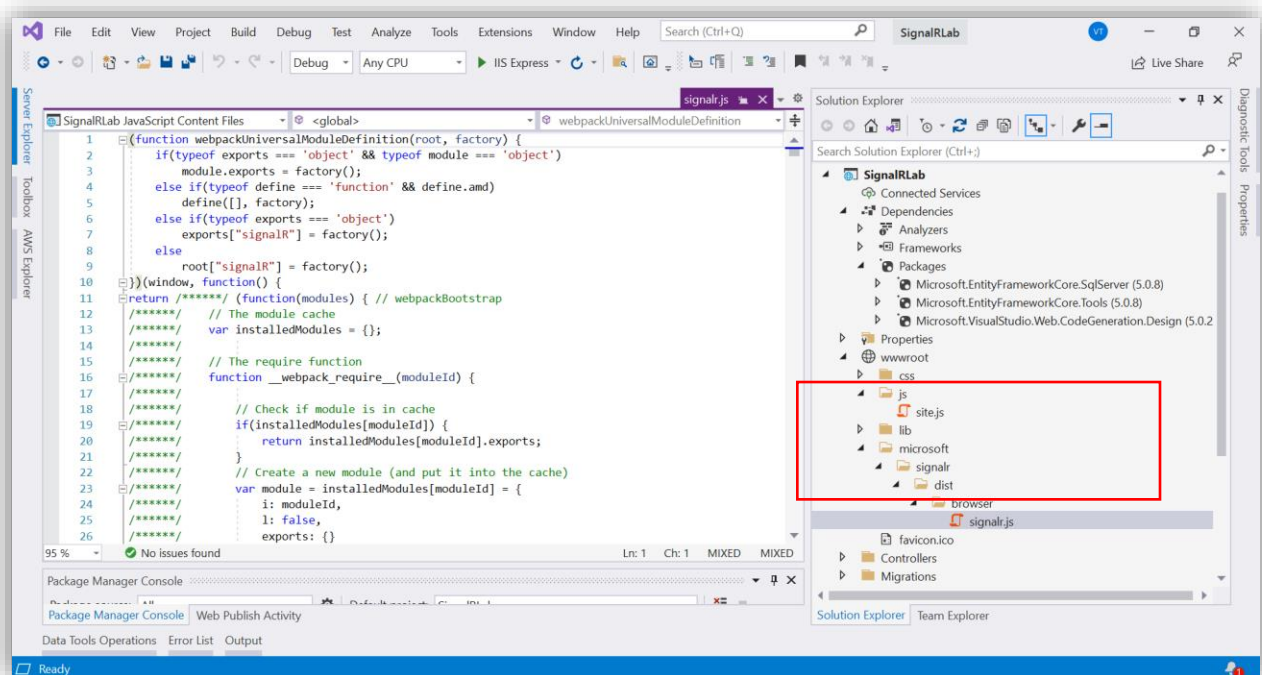 File Edit View Project Build Debug Test Analyze Tools Extensions Window Help Search (Ctrl+Q) SignalRLab VT
Debug Any CPU IIS Express Live Share
Server Explorer
Toolbox
AWS Explorer
signalr.js
SignalRLab JavaScript Content Files <global> webpackUniversalModuleDefinition
1 (function webpackUniversalModuleDefinition(root, factory) {
2 if(typeof exports === 'object' && typeof module === 'object')
3 module.exports = factory();
4 else if(typeof define === 'function' && define.amd)
5 define([], factory);
6 else if(typeof exports === 'object')
7 exports["signalR"] = factory();
8 else
9 root["signalR"] = factory();
10 })(window, function() {
11 return /******/ (function(modules) { // webpackBootstrap
12 /******/ // The module cache
13 /******/ var installedModules = {};
14 /******/
15 /******/ // The require function
16 /******/ function __webpack_require__(moduleId) {
17 /******/
18 /******/ // Check if module is in cache
19 /******/ if(installedModules[moduleId]) {
20 /******/ return installedModules[moduleId].exports;
21 /******/ }
22 /******/ // Create a new module (and put it into the cache)
23 /******/ var module = installedModules[moduleId] = {
24 /******/ i: moduleId,
25 /******/ l: false,
26 /******/ exports: {}
95 % No issues found Ln: 1 Ch: 1 MIXED MIXED
Package Manager Console
Package Manager Console Web Publish Activity
Data Tools Operations Error List Output
Ready
Solution Explorer
Search Solution Explorer (Ctrl+;)
SignalRLab
Connected Services
Dependencies
Analyzers
Frameworks
Packages
Microsoft.EntityFrameworkCore.SqlServer (5.0.8)
Microsoft.EntityFrameworkCore.Tools (5.0.8)
Microsoft.VisualStudio.Web.CodeGeneration.Design (5.0.2
Properties
wwwroot
css
js
site.js
lib
microsoft
signalr
dist
browser
signalr.js
favicon.ico
Controllers
Migrations
Solution Explorer Team Explorer
Diagnostic Tools
Properties